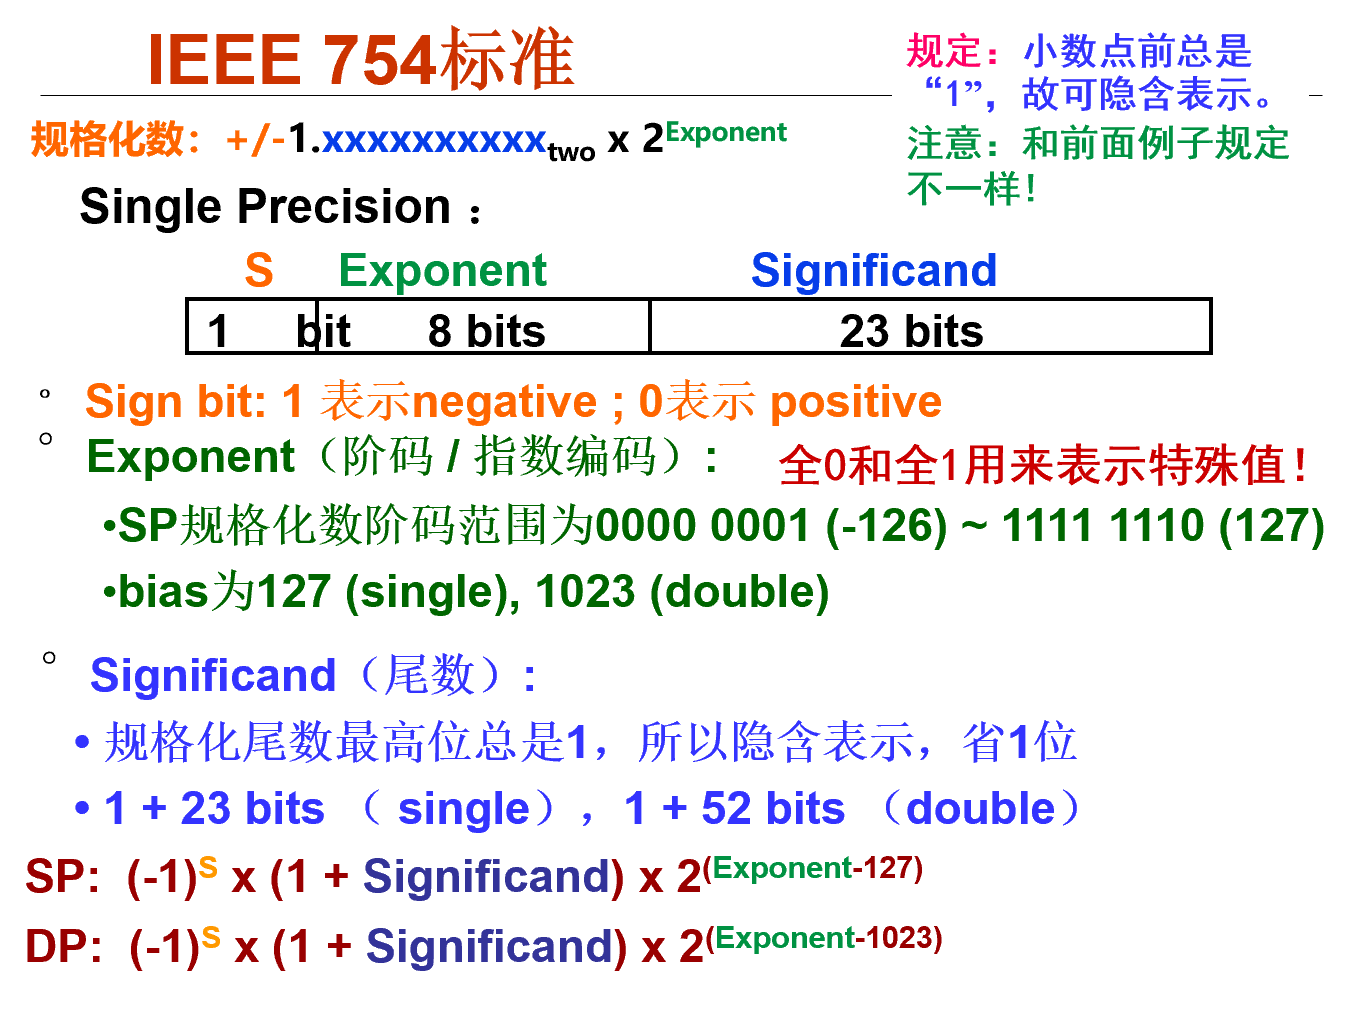 IEEE 754标准
规定：小数点前总是
“1”，故可隐含表示。
注意：和前面例子规定
不一样！
规格化数：+/-1.xxxxxxxxxxtwo x 2Exponent
Single Precision ：
S Exponent Significand
1 bit 8 bits 23 bits
° Sign bit: 1 表示negative ; 0表示 positive
° Exponent（阶码 / 指数编码）: 全0和全1用来表示特殊值！
•SP规格化数阶码范围为0000 0001 (-126) ~ 1111 1110 (127)
•bias为127 (single), 1023 (double)
° Significand（尾数）:
• 规格化尾数最高位总是1，所以隐含表示，省1位
• 1 + 23 bits （ single），1 + 52 bits （double）
SP: (-1)S x (1 + Significand) x 2(Exponent-127)
DP: (-1)S x (1 + Significand) x 2(Exponent-1023)